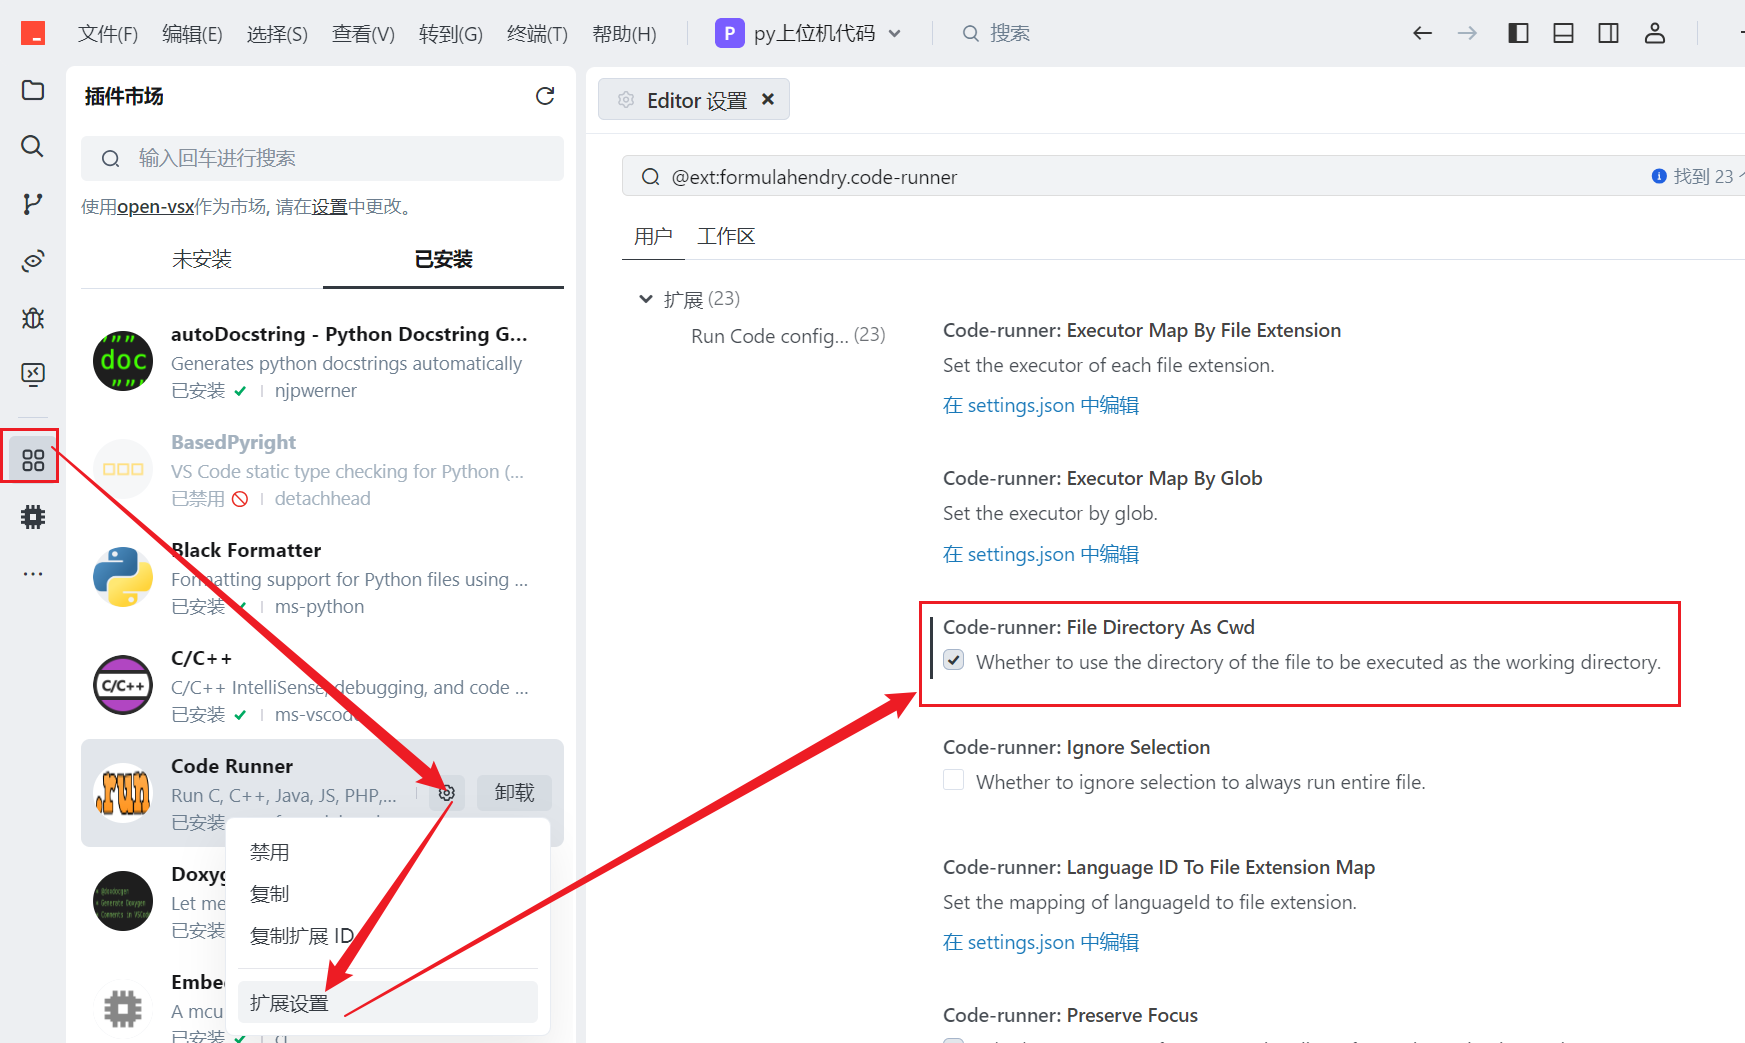 文件(F) 编辑(E) 选择(S) 查看(V) 转到(G) 终端(T) 帮助(H) P py上位机代码 搜索
插件市场
输入回车进行搜索
使用open-vsx作为市场, 请在设置中更改。
未安装 已安装
autoDocstring - Python Docstring G...
Generates python docstrings automatically
已安装 njpwerner
BasedPyright
VS Code static type checking for Python (...
已禁用 detachhead
Black Formatter
Formatting support for Python files using ...
已安装 ms-python
C/C++
C/C++ IntelliSense, debugging, and code ...
已安装 ms-vscode
Code Runner
Run C, C++, Java, JS, PHP,...
卸载
已安装
禁用
复制
复制扩展 ID
扩展设置
Let me
已安装
A mcu
已安装
doc
C/C++
.run
Editor 设置
@ext:formulahendry.code-runner
找到 23 个
用户 工作区
扩展 (23)
Run Code config... (23)
Code-runner: Executor Map By File Extension
Set the executor of each file extension.
在 settings.json 中编辑
Code-runner: Executor Map By Glob
Set the executor by glob.
在 settings.json 中编辑
Code-runner: File Directory As Cwd
Whether to use the directory of the file to be executed as the working directory.
Code-runner: Ignore Selection
Whether to ignore selection to always run entire file.
Code-runner: Language ID To File Extension Map
Set the mapping of languageId to file extension.
在 settings.json 中编辑
Code-runner: Preserve Focus